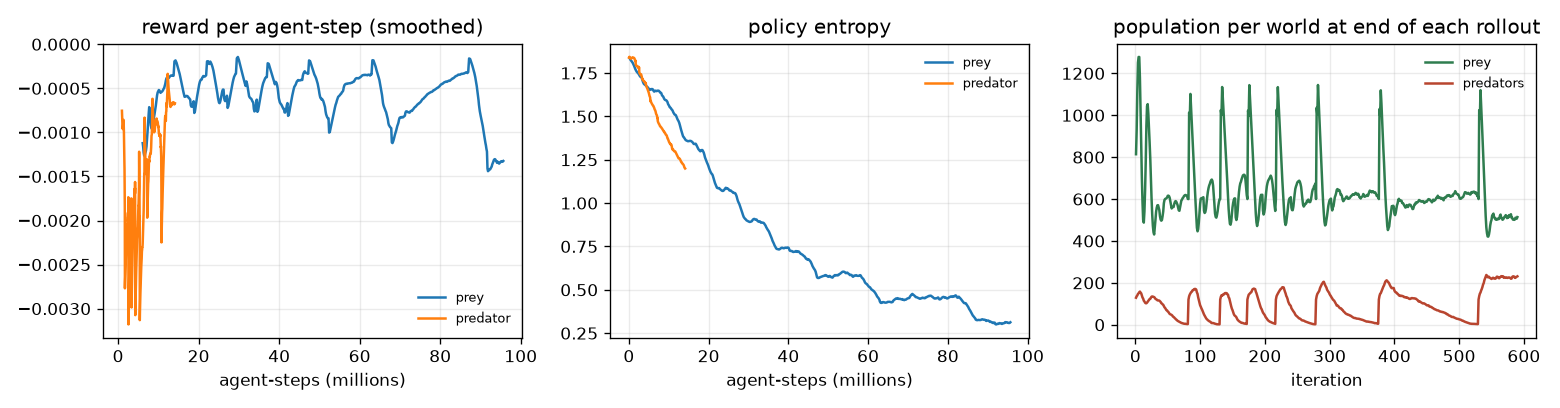 reward per agent-step (smoothed)
0.0000
−0.0005
−0.0010
−0.0015
−0.0020
−0.0025
−0.0030
prey
predator
0 20 40 60 80 100
agent-steps (millions)
policy entropy
1.75
1.50
1.25
1.00
0.75
0.50
0.25
prey
predator
0 20 40 60 80 100
agent-steps (millions)
population per world at end of each rollout
1200
1000
800
600
400
200
0
prey
predators
0 100 200 300 400 500 600
iteration